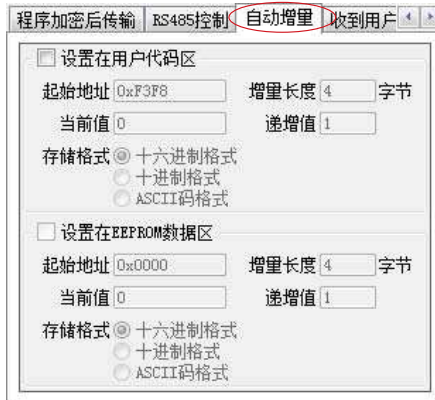 程序加密后传输 RS485控制 自动增量 收到用户
设置在用户代码区
起始地址 0xF3F8 增量长度 4 字节
当前值 0 递增值 1
存储格式 十六进制格式
十进制格式
ASCII码格式
设置在EEPROM数据区
起始地址 0x0000 增量长度 4 字节
当前值 0 递增值 1
存储格式 十六进制格式
十进制格式
ASCII码格式